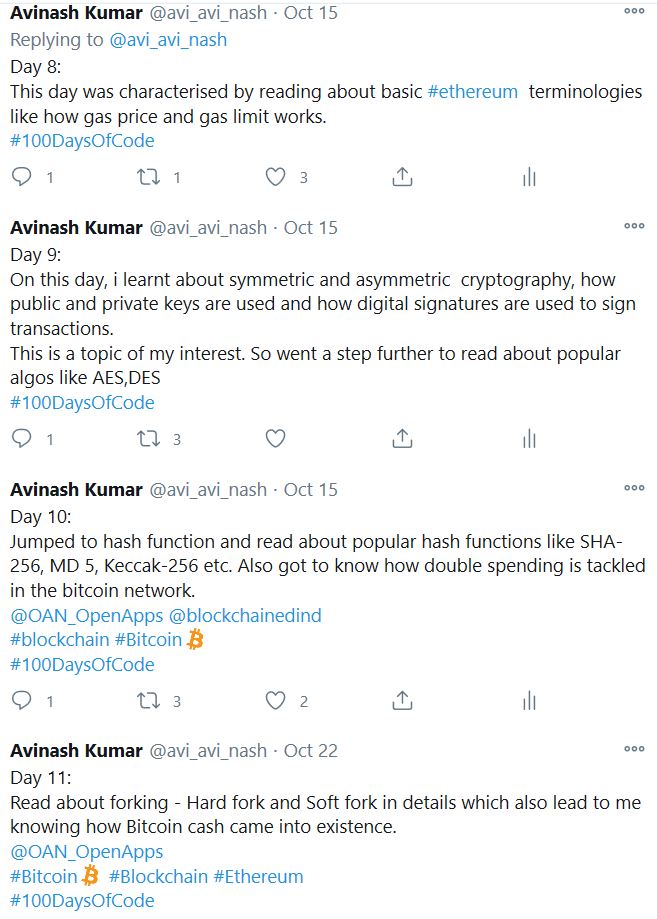 Avinash Kumar @avi_avi_nash · Oct 15
Replying to @avi_avi_nash
Day 8:
This day was characterised by reading about basic #ethereum terminologies
like how gas price and gas limit works.
#100DaysOfCode
1 1 3
Avinash Kumar @avi_avi_nash · Oct 15
Day 9:
On this day, i learnt about symmetric and asymmetric cryptography, how
public and private keys are used and how digital signatures are used to sign
transactions.
This is a topic of my interest. So went a step further to read about popular
algos like AES,DES
#100DaysOfCode
1 3
Avinash Kumar @avi_avi_nash · Oct 15
Day 10:
Jumped to hash function and read about popular hash functions like SHA-
256, MD 5, Keccak-256 etc. Also got to know how double spending is tackled
in the bitcoin network.
@OAN_OpenApps @blockchainedind
#blockchain #Bitcoin
#100DaysOfCode
1 3 2
Avinash Kumar @avi_avi_nash · Oct 22
Day 11:
Read about forking - Hard fork and Soft fork in details which also lead to me
knowing how Bitcoin cash came into existence.
@OAN_OpenApps
#Bitcoin #Blockchain #Ethereum
#100DaysOfCode